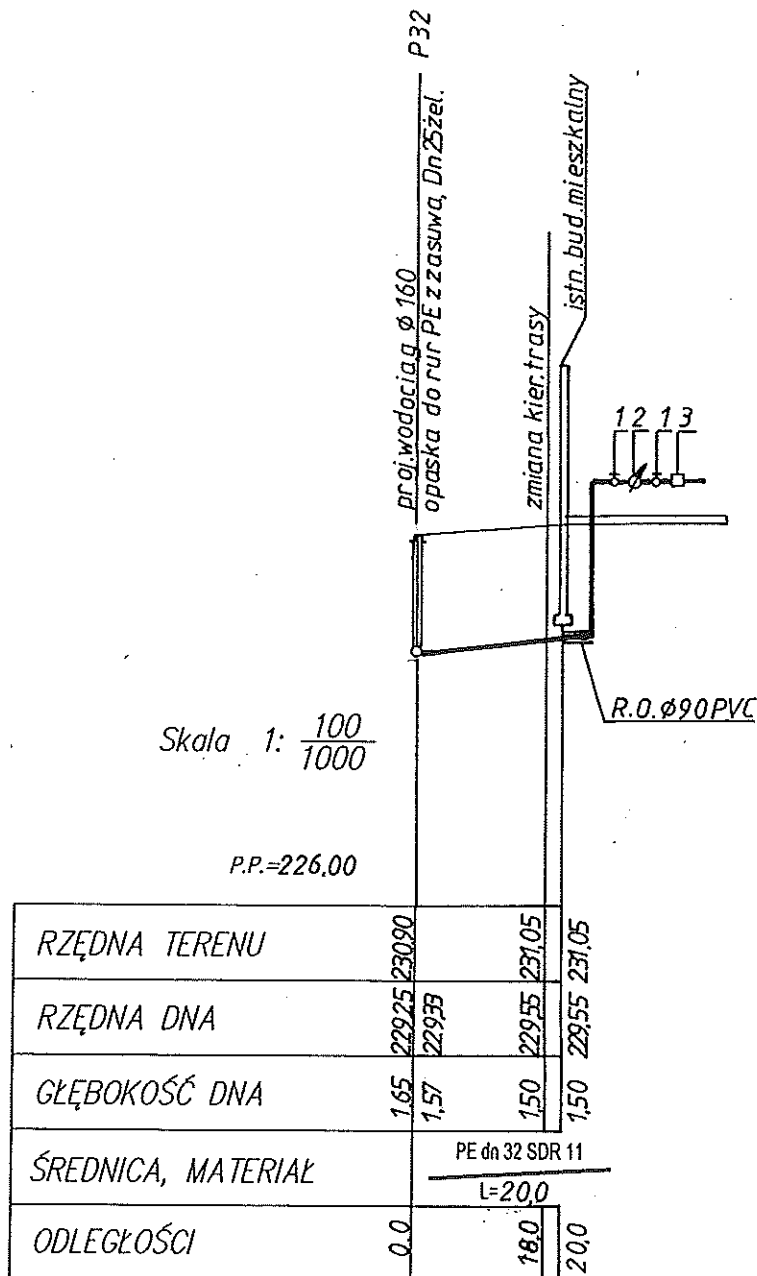 P32
proj.wodociąg ϕ 160
opaska do rur PE z zasuwą, Dn25żel.
zmiana kier.trasy
istn. bud.mieszkalny
1 2 1 3
R.O.ϕ90PVC
Skala 1: 100
1000
P.P.=226,00
RZĘDNA TERENU 230,90 231,05 231,05
RZĘDNA DNA 229,25 229,33 229,55 229,55
GŁĘBOKOŚĆ DNA 1,65 1,57 1,50 1,50
ŚREDNICA, MATERIAŁ
PE dn 32 SDR 11
L=20,0
ODLEGŁOŚCI 0,0 18,0 20,0